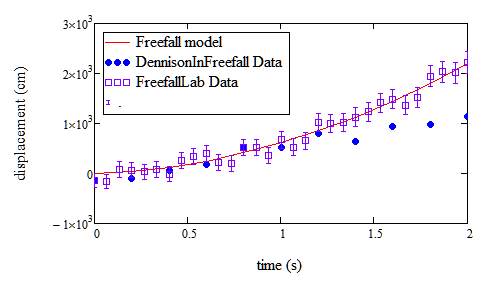 3×10³
Freefall model
DennisonInFreefall Data
FreefallLab Data
2×10³
displacement (cm)
1×10³
0
−1×10³
0
0.5
1
1.5
2
time (s)